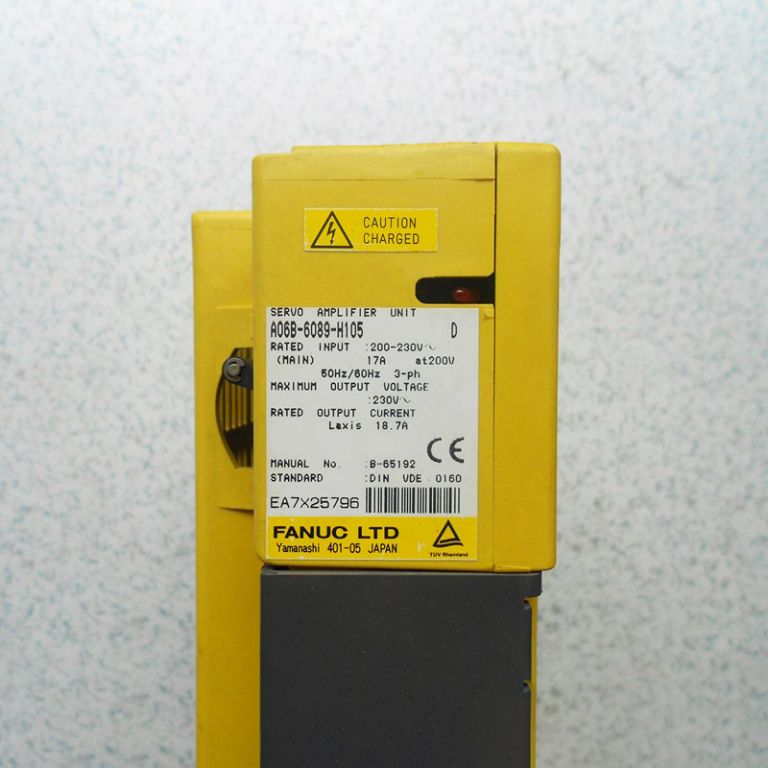 CAUTION
CHARGED
SERVO AMPLIFIER UNIT
A06B-6089-H105 D
RATED INPUT :200-230V~
(MAIN) 17A at200V
50Hz/60Hz 3-ph
MAXIMUM OUTPUT VOLTAGE
:230V~
RATED OUTPUT CURRENT
Laxis 18.7A
CE
MANUAL No. :B-65192
STANDARD :DIN VDE 0160
EA7X25796
FANUC LTD
Yamanashi 401-05 JAPAN
TÜV Rheinland